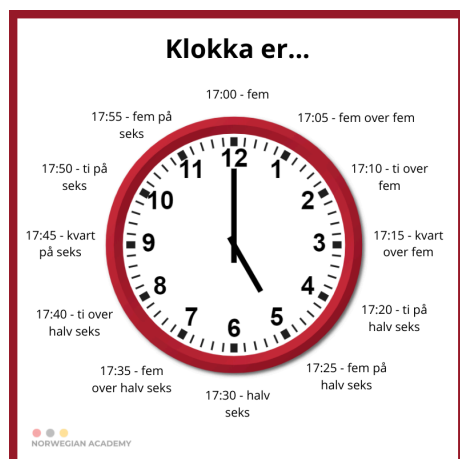 Klokka er...
17:00 - fem
17:05 - fem over fem
17:10 - ti over
fem
17:15 - kvart
over fem
17:20 - ti på
halv seks
17:25 - fem på
halv seks
17:30 - halv
seks
17:35 - fem
over halv seks
17:40 - ti over
halv seks
17:45 - kvart
på seks
17:50 - ti på
seks
17:55 - fem på
seks
12
1
2
3
4
5
6
7
8
9
10
11
NORWEGIAN ACADEMY